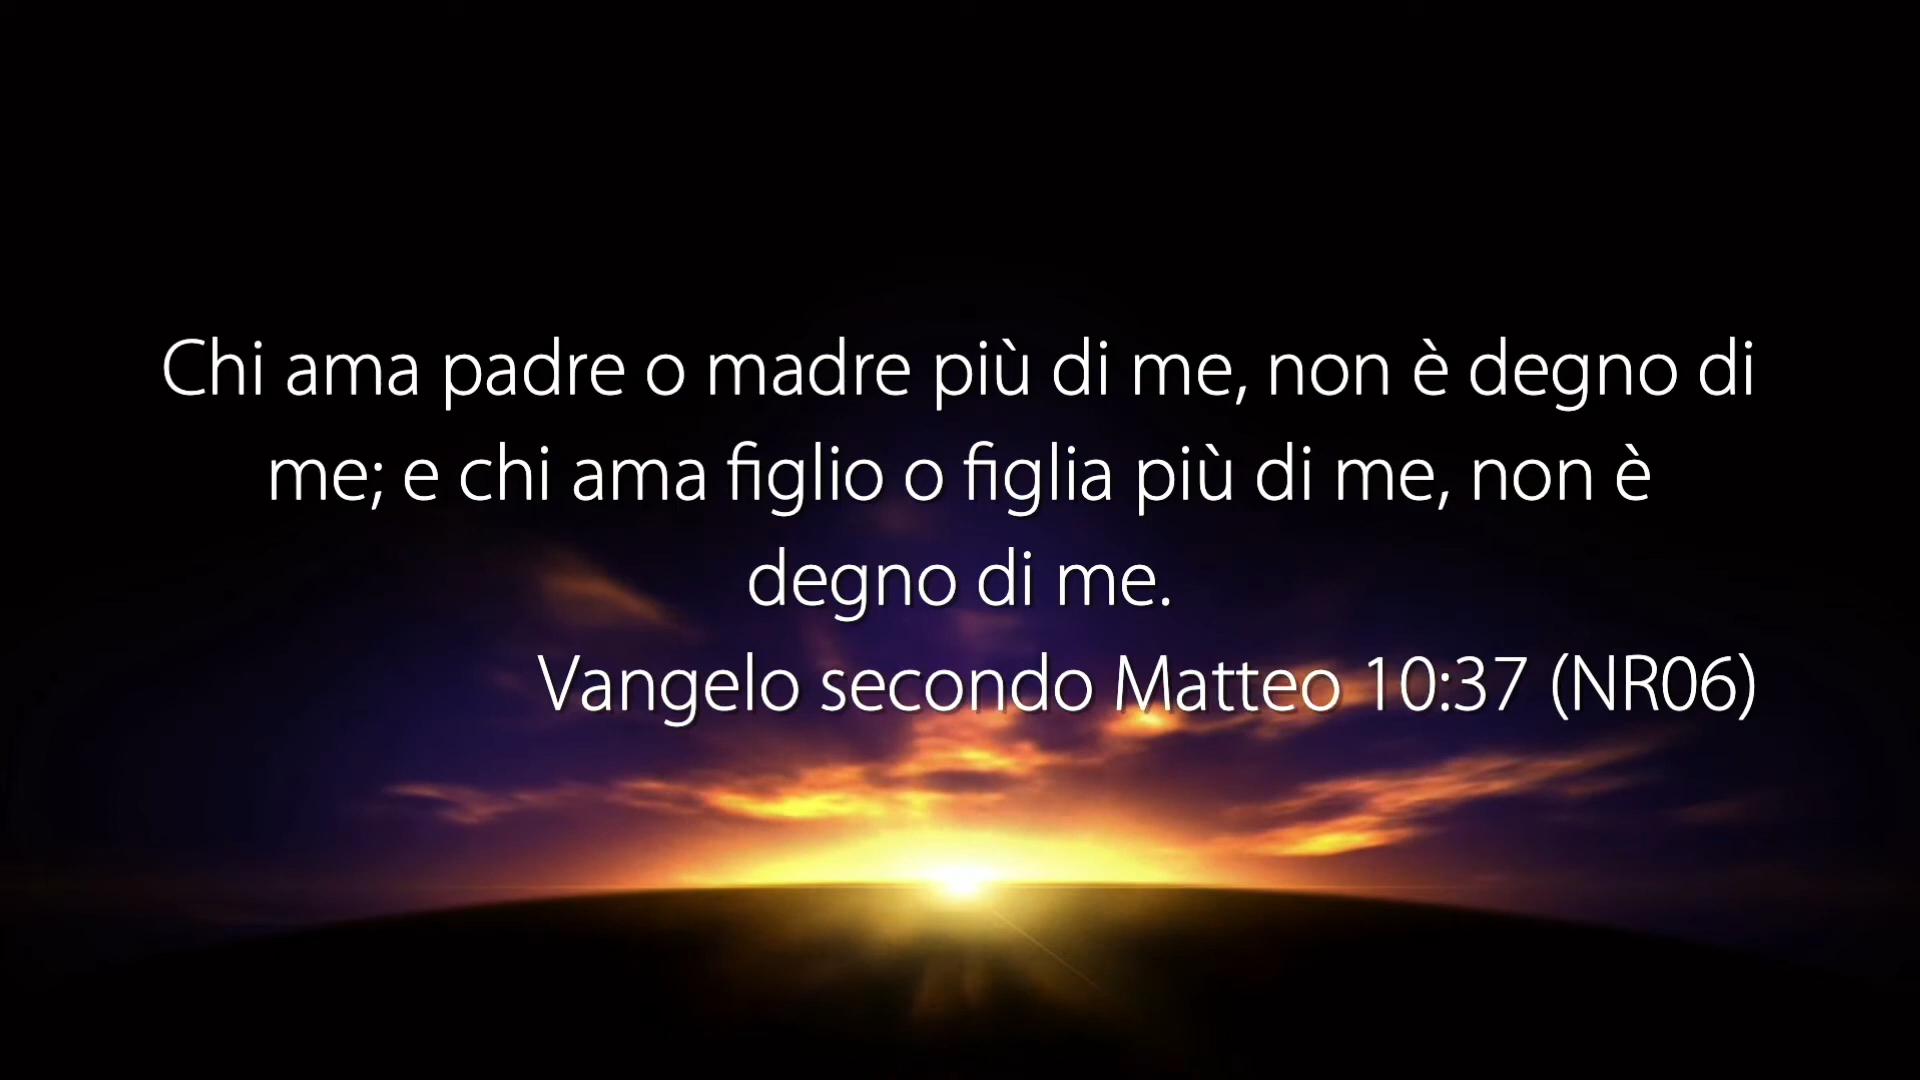 Chi ama padre o madre più di me, non è degno di
me; e chi ama figlio o figlia più di me, non è
degno di me.
Vangelo secondo Matteo 10:37 (NR06)